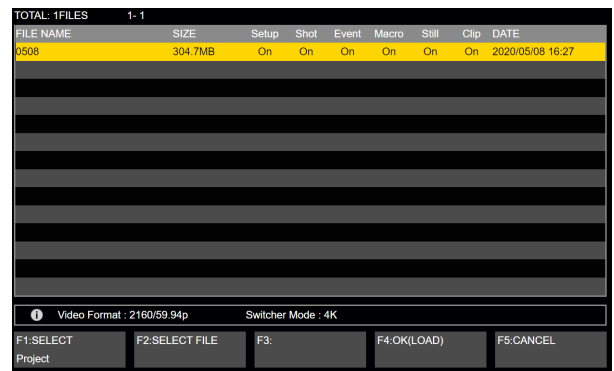 TOTAL: 1FILES 1- 1
FILE NAME SIZE Setup Shot Event Macro Still Clip DATE
0508 304.7MB On On On On On On 2020/05/08 16:27
Video Format : 2160/59.94p Switcher Mode : 4K
F1:SELECT F2:SELECT FILE F3: F4:OK(LOAD) F5:CANCEL
Project